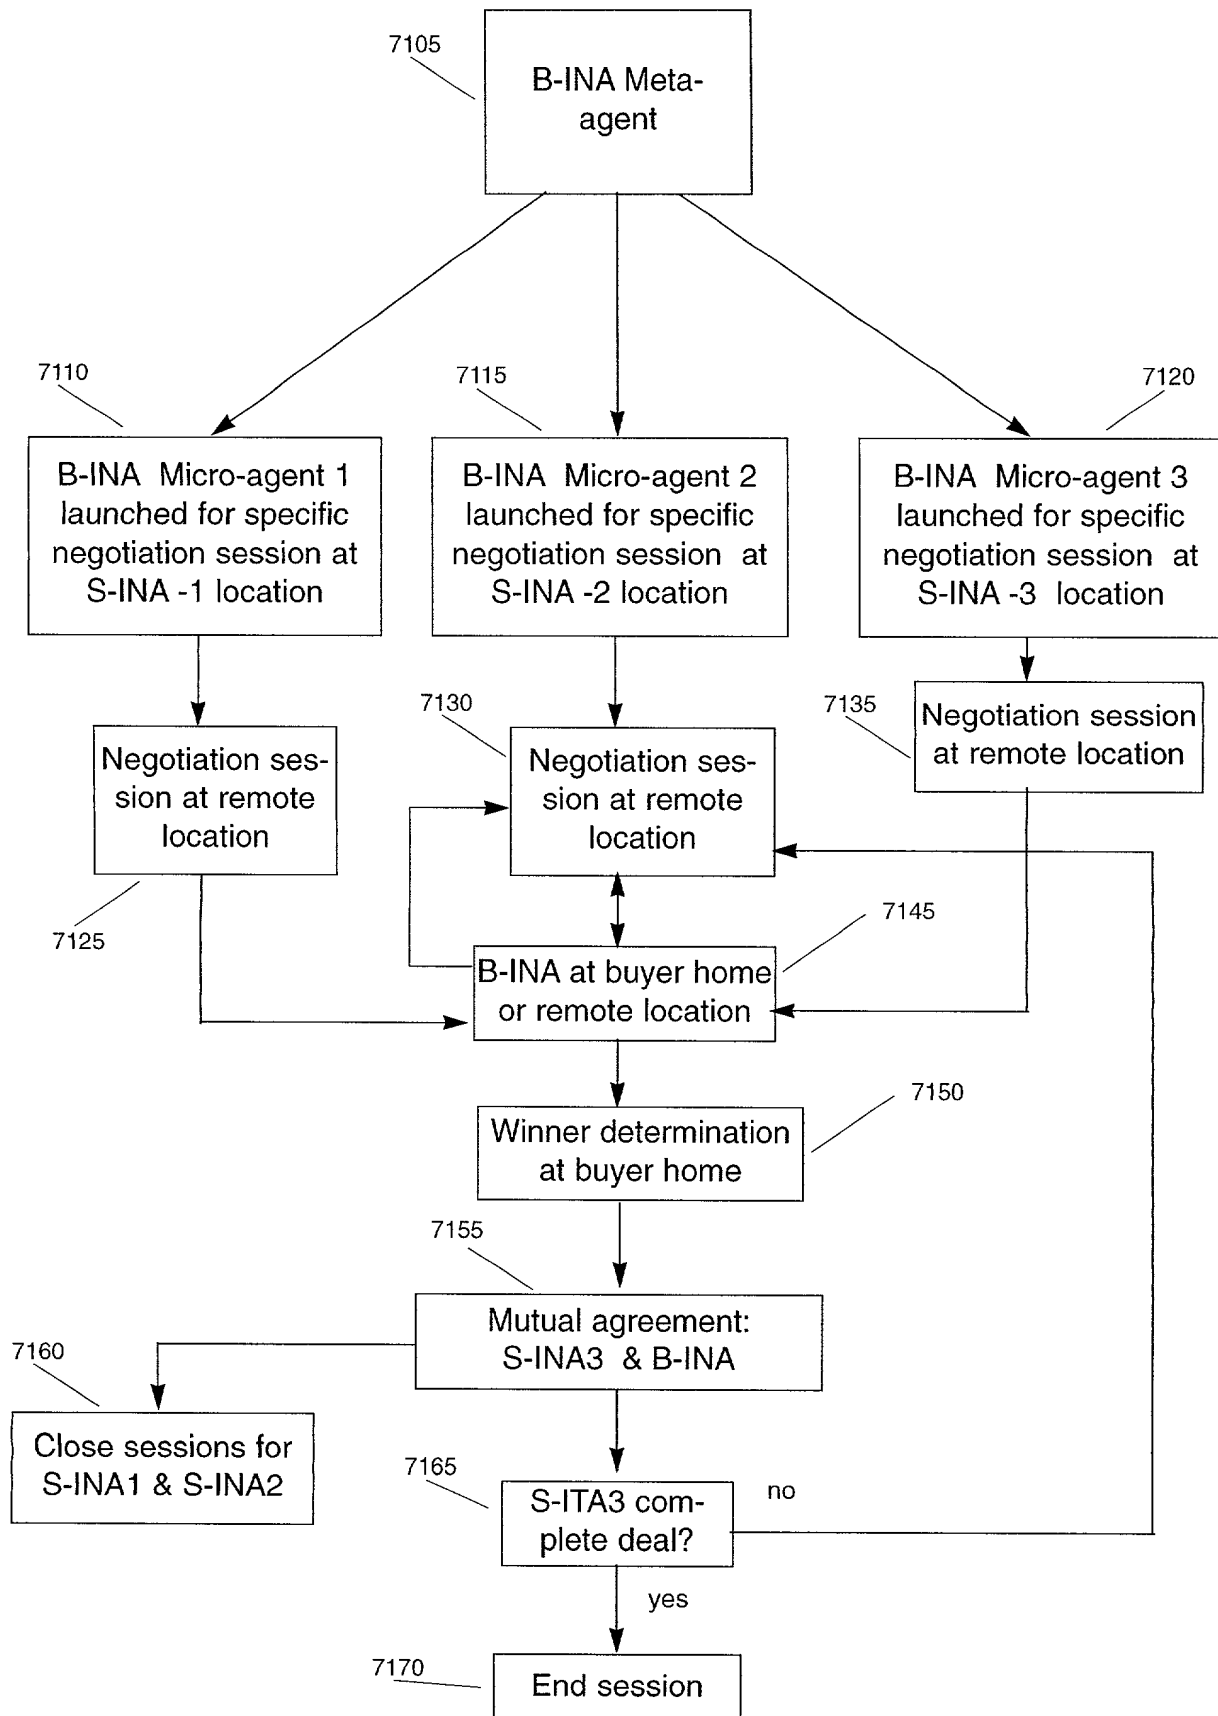 7105
B-INA Meta-
agent
7110
7115
7120
B-INA Micro-agent 1
launched for specific
negotiation session at
S-INA -1 location
B-INA Micro-agent 2
launched for specific
negotiation session at
S-INA -2 location
B-INA Micro-agent 3
launched for specific
negotiation session at
S-INA -3 location
7125
Negotiation ses-
sion at remote
location
7130
Negotiation ses-
sion at remote
location
7135
Negotiation session
at remote location
7145
B-INA at buyer home
or remote location
7150
Winner determination
at buyer home
7155
Mutual agreement:
S-INA3 & B-INA
7160
Close sessions for
S-INA1 & S-INA2
7165
S-ITA3 com-
plete deal?
no
yes
7170
End session